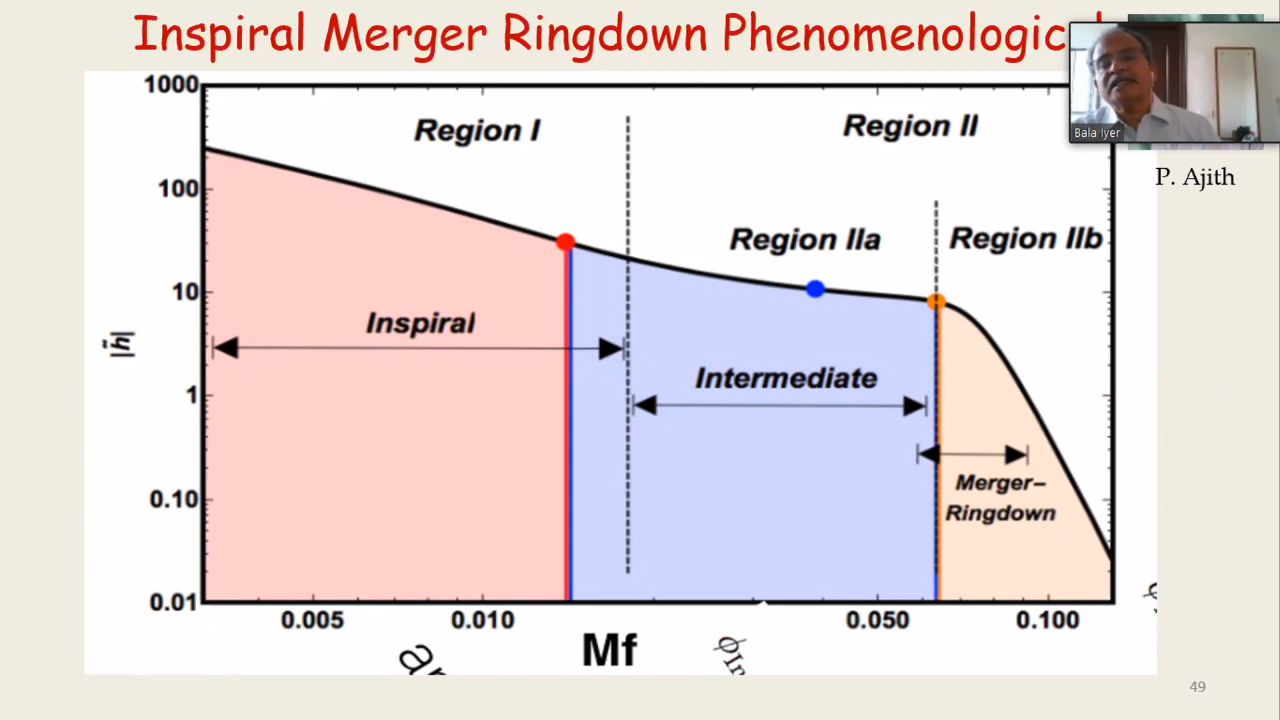 Inspiral Merger Ringdown Phenomenologic
Bala Iyer
P. Ajith
1000
100
10
1
0.10
0.01
|h̃|
Region I
Region II
Region IIa
Region IIb
Inspiral
Intermediate
Merger–
Ringdown
0.005
0.010
0.050
0.100
Mf
49